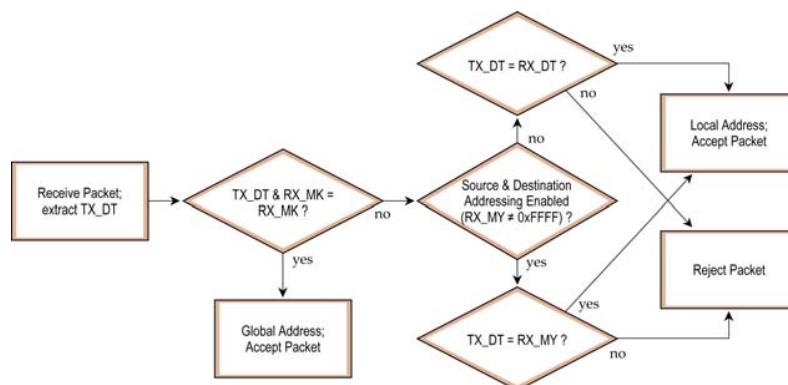 Receive Packet;
extract TX_DT
TX_DT & RX_MK =
RX_MK ?
yes
Global Address;
Accept Packet
no
Source & Destination
Addressing Enabled
(RX_MY ≠ 0xFFFF) ?
no
TX_DT = RX_DT ?
yes
no
yes
TX_DT = RX_MY ?
yes
no
Local Address;
Accept Packet
Reject Packet